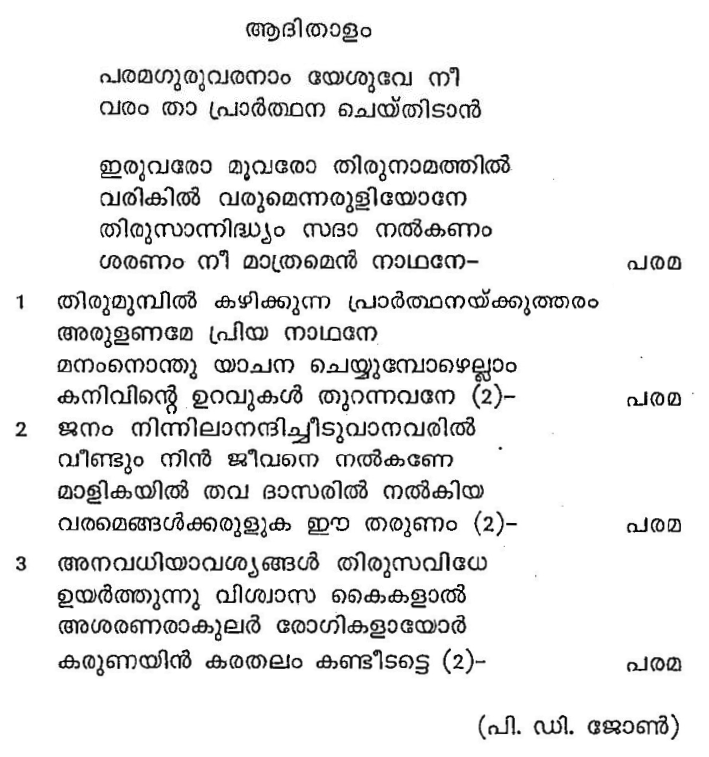 ആദിതാളം
പരമഗുരുവരനാം യേശുവേ നീ
വരം താ പ്രാർത്ഥന ചെയ്തിടാൻ
ഇരുവരോ മൂവരോ തിരുനാമത്തിൽ
വരികിൽ വരുമെന്നരുളിയോനേ
തിരുസാന്നിദ്ധ്യം സദാ നൽകണം
ശരണം നീ മാത്രമെൻ നാഥനേ– പരമ
1 തിരുമുമ്പിൽ കഴിക്കുന്ന പ്രാർത്ഥനയ്ക്കുത്തരം
അരുളണമേ പ്രിയ നാഥനേ
മനംനൊന്തു യാചന ചെയ്യുമ്പോഴെല്ലാം
കനിവിന്റെ ഉറവുകൾ തുറന്നവനേ (2)– പരമ
2 ജനം നിന്നിലാനന്ദിച്ചീടുവാനവരിൽ
വീണ്ടും നിൻ ജീവനെ നൽകണേ
മാളികയിൽ തവ ദാസരിൽ നൽകിയ
വരമെങ്ങൾക്കരുളുക ഈ തരുണം (2)– പരമ
3 അനവധിയാവശ്യങ്ങൾ തിരുസവിധേ
ഉയർത്തുന്നു വിശ്വാസ കൈകളാൽ
അശരണരാകുലർ രോഗികളായോർ
കരുണയിൻ കരതലം കണ്ടീടട്ടെ (2)– പരമ
(പി. ഡി. ജോൺ)